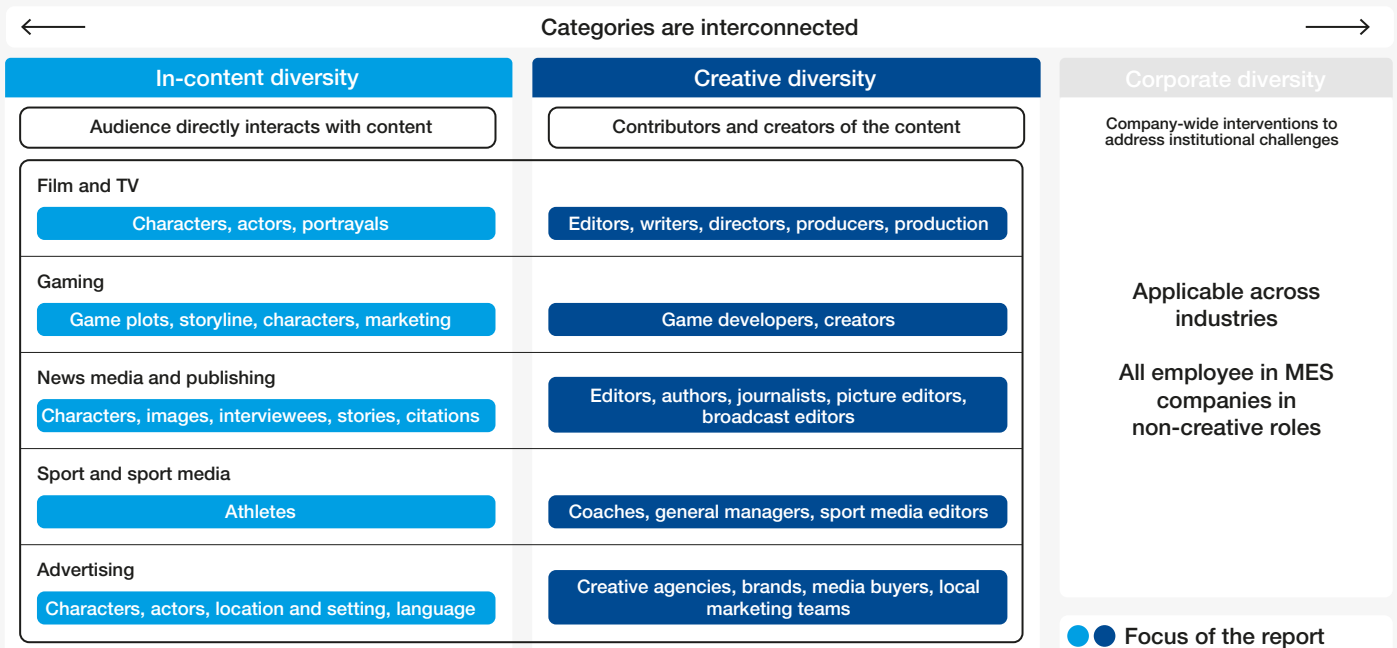 Categories are interconnected
In-content diversity
Creative diversity
Corporate diversity
Audience directly interacts with content
Contributors and creators of the content
Company-wide interventions to
address institutional challenges
Film and TV
Characters, actors, portrayals
Editors, writers, directors, producers, production
Gaming
Game plots, storyline, characters, marketing
Game developers, creators
News media and publishing
Characters, images, interviewees, stories, citations
Editors, authors, journalists, picture editors,
broadcast editors
Sport and sport media
Athletes
Coaches, general managers, sport media editors
Advertising
Characters, actors, location and setting, language
Creative agencies, brands, media buyers, local
marketing teams
Applicable across
industries
All employee in MES
companies in
non-creative roles
Focus of the report